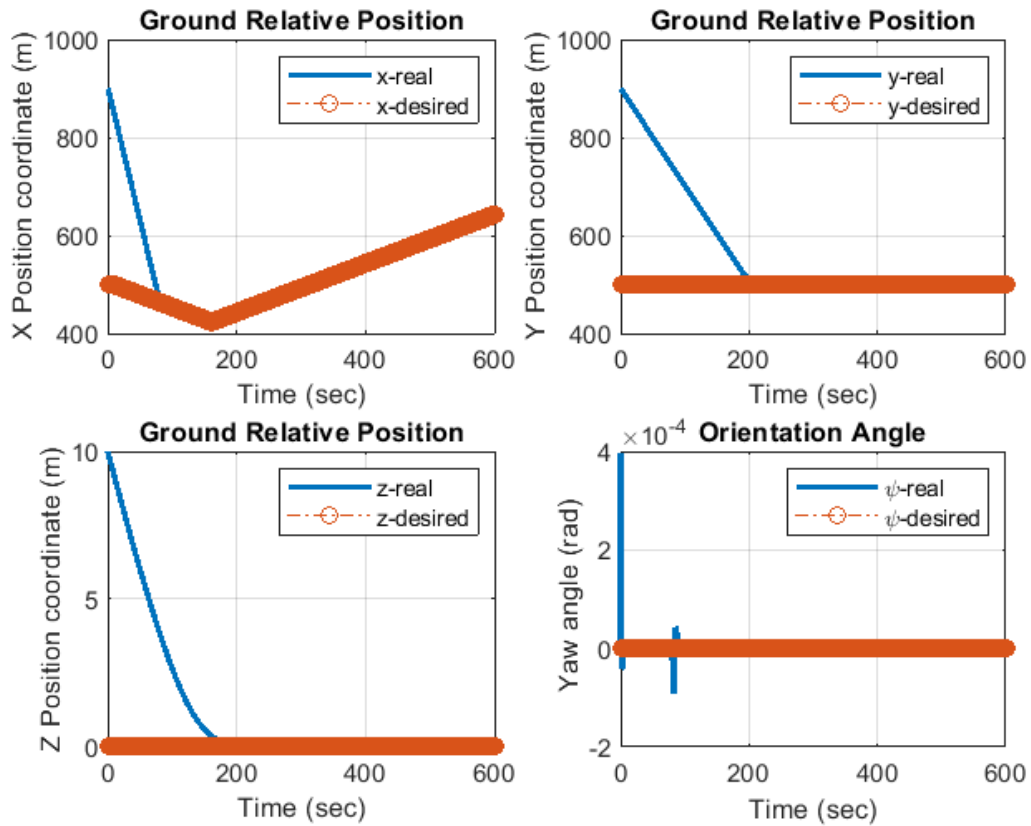 Ground Relative Position
X Position coordinate (m)
1000
800
600
400
x-real
x-desired
0
200
400
600
Time (sec)
Ground Relative Position
Y Position coordinate (m)
1000
800
600
400
y-real
y-desired
0
200
400
600
Time (sec)
Ground Relative Position
Z Position coordinate (m)
10
5
0
z-real
z-desired
0
200
400
600
Time (sec)
×10⁻⁴ Orientation Angle
Yaw angle (rad)
4
2
0
-2
ψ-real
ψ-desired
0
200
400
600
Time (sec)